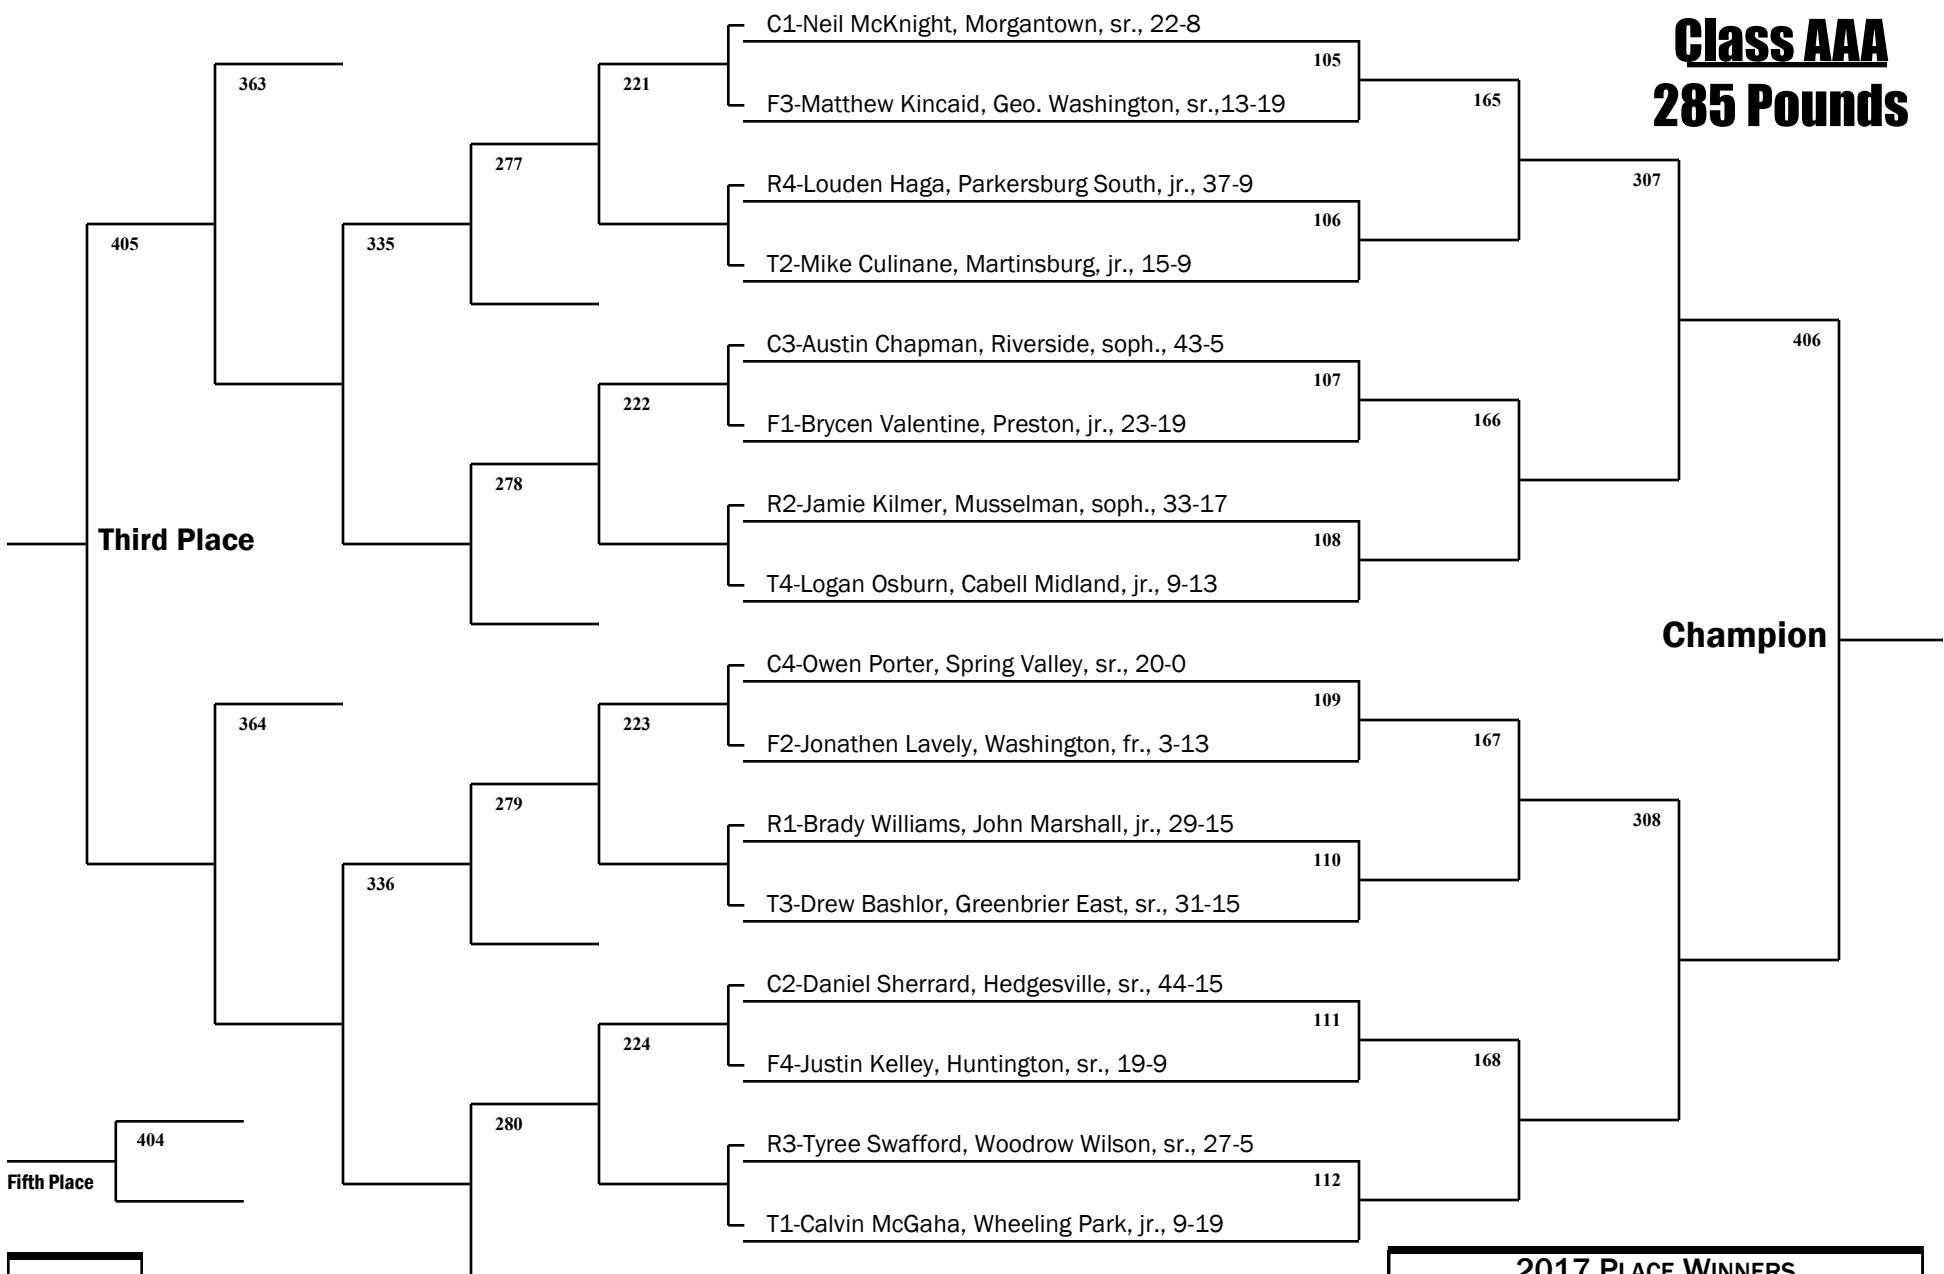 Class AAA
285 Pounds
C1-Neil McKnight, Morgantown, sr., 22-8
105
363
221
F3-Matthew Kincaid, Geo. Washington, sr.,13-19
165
277
R4-Louden Haga, Parkersburg South, jr., 37-9
307
106
405
335
T2-Mike Culinane, Martinsburg, jr., 15-9
C3-Austin Chapman, Riverside, soph., 43-5
406
107
222
F1-Brycen Valentine, Preston, jr., 23-19
166
278
R2-Jamie Kilmer, Musselman, soph., 33-17
Third Place
108
T4-Logan Osburn, Cabell Midland, jr., 9-13
Champion
C4-Owen Porter, Spring Valley, sr., 20-0
109
364
223
F2-Jonathen Lavely, Washington, fr., 3-13
167
279
R1-Brady Williams, John Marshall, jr., 29-15
308
110
336
T3-Drew Bashlor, Greenbrier East, sr., 31-15
C2-Daniel Sherrard, Hedgesville, sr., 44-15
111
224
F4-Justin Kelley, Huntington, sr., 19-9
168
280
404
R3-Tyree Swafford, Woodrow Wilson, sr., 27-5
Fifth Place
112
T1-Calvin McGaha, Wheeling Park, jr., 9-19
2017 PLACE WINNERS